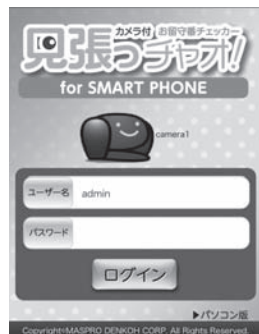 カメラ付 お留守番チェッカー
見張っチャオ!
for SMART PHONE
camera1
ユーザー名 admin
パスワード
ログイン
▶パソコン版
Copyright©MASPRO DENKOH CORP. All Rights Reserved.